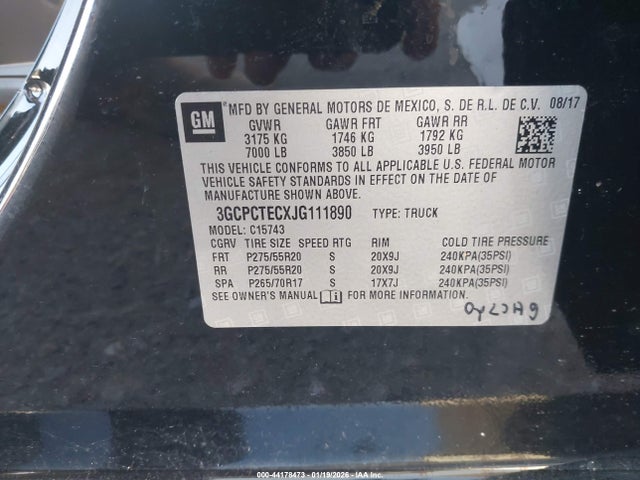 GM
MFD BY GENERAL MOTORS DE MEXICO, S. DE R.L. DE C.V. 08/17
GVWR GAWR FRT GAWR RR
3175 KG 1746 KG 1792 KG
7000 LB 3850 LB 3950 LB
THIS VEHICLE CONFORMS TO ALL APPLICABLE U.S. FEDERAL MOTOR
VEHICLE SAFETY STANDARDS IN EFFECT ON THE DATE OF
MANUFACTURE SHOWN ABOVE.
3GCPCTECXJG111890 TYPE: TRUCK
MODEL: C15743
CGRV TIRE SIZE SPEED RTG RIM COLD TIRE PRESSURE
FRT P275/55R20 S 20X9J 240KPA(35PSI)
RR P275/55R20 S 20X9J 240KPA(35PSI)
SPA P265/70R17 S 17X7J 240KPA(35PSI)
SEE OWNER'S MANUAL FOR MORE INFORMATION.
000-44178473 - 01/19/2026 - IAAI.COM